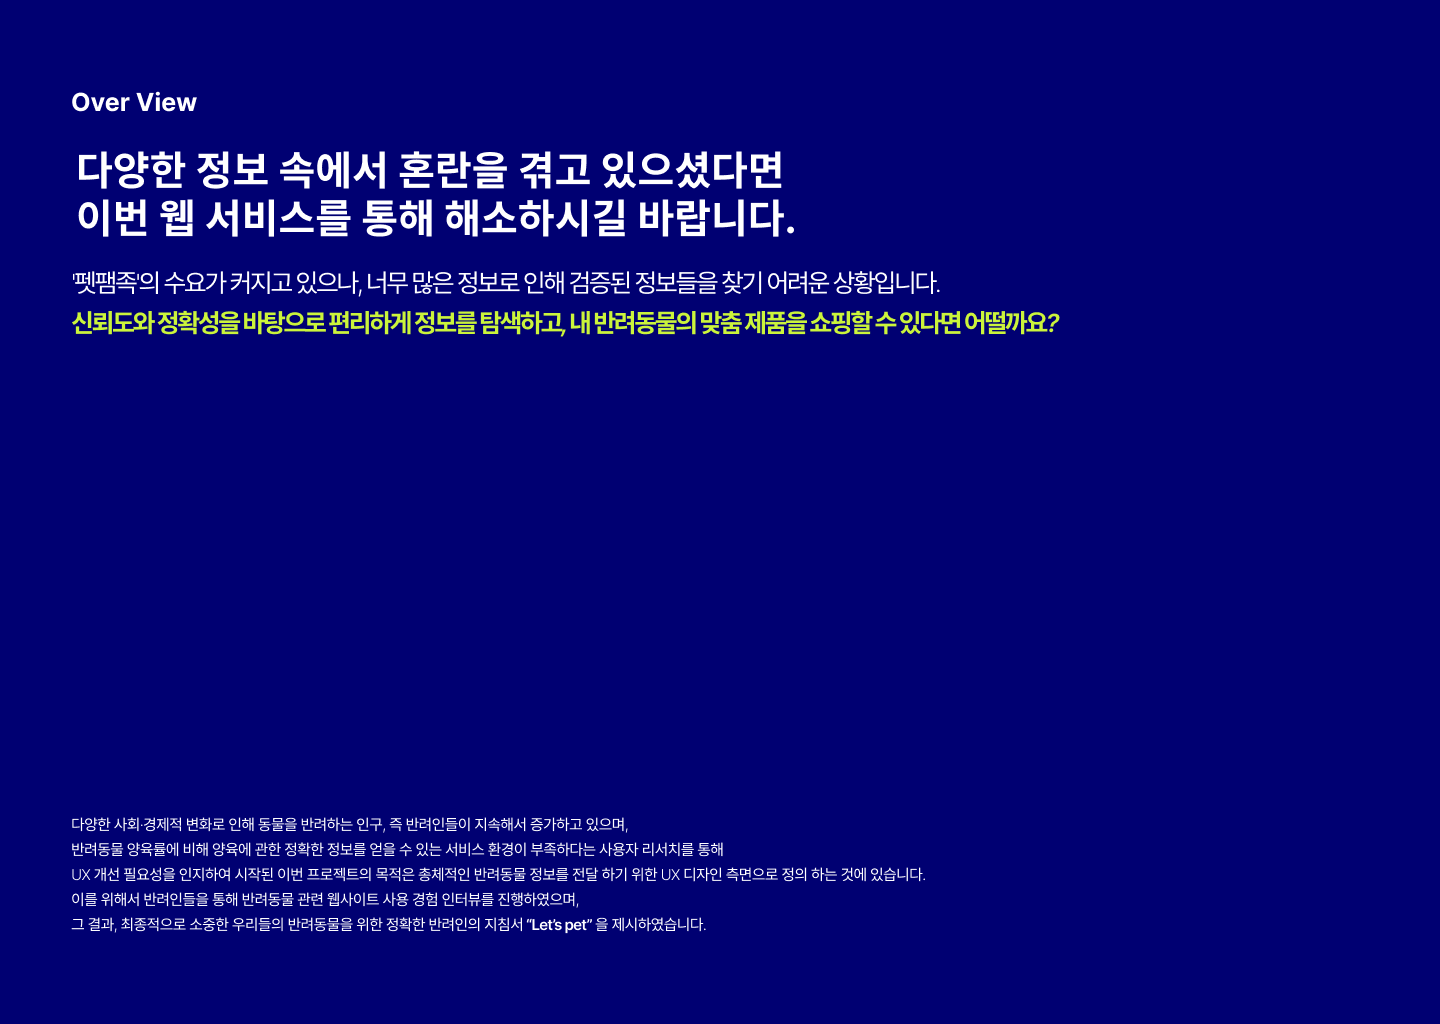 Over View
다양한 정보 속에서 혼란을 겪고 있으셨다면
이번 웹 서비스를 통해 해소하시길 바랍니다.
'펫팸족'의 수요가 커지고 있으나, 너무 많은 정보로 인해 검증된 정보들을 찾기 어려운 상황입니다.
신뢰도와 정확성을 바탕으로 편리하게 정보를 탐색하고, 내 반려동물의 맞춤 제품을 쇼핑할 수 있다면 어떨까요?
다양한 사회·경제적 변화로 인해 동물을 반려하는 인구, 즉 반려인들이 지속해서 증가하고 있으며,
반려동물 양육률에 비해 양육에 관한 정확한 정보를 얻을 수 있는 서비스 환경이 부족하다는 사용자 리서치를 통해
UX 개선 필요성을 인지하여 시작된 이번 프로젝트의 목적은 총체적인 반려동물 정보를 전달 하기 위한 UX 디자인 측면으로 정의 하는 것에 있습니다.
이를 위해서 반려인들을 통해 반려동물 관련 웹사이트 사용 경험 인터뷰를 진행하였으며,
그 결과, 최종적으로 소중한 우리들의 반려동물을 위한 정확한 반려인의 지침서 “Let’s pet” 을 제시하였습니다.